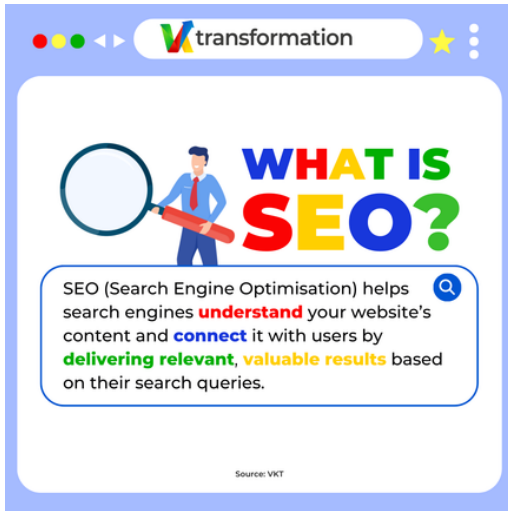 VK transformation
WHAT IS
SEO?
SEO (Search Engine Optimisation) helps
search engines understand your website's
content and connect it with users by
delivering relevant, valuable results based
on their search queries.
Source: VKT